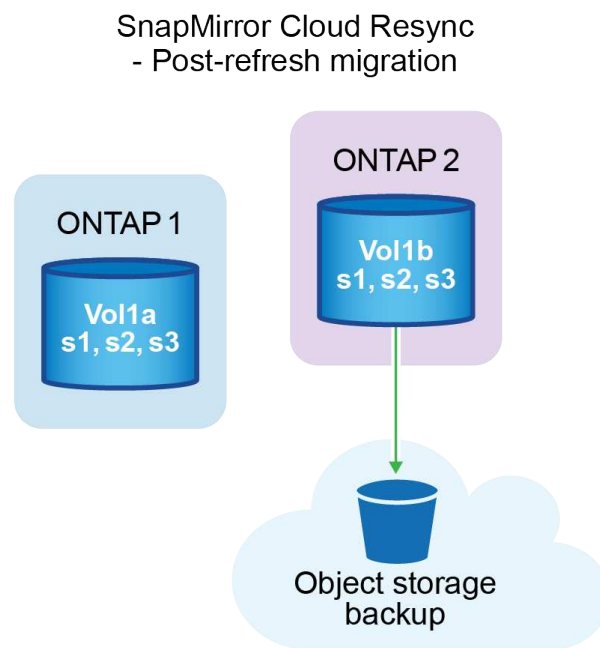 SnapMirror Cloud Resync
- Post-refresh migration
ONTAP 1
Vol1a
s1, s2, s3
ONTAP 2
Vol1b
s1, s2, s3
Object storage
backup